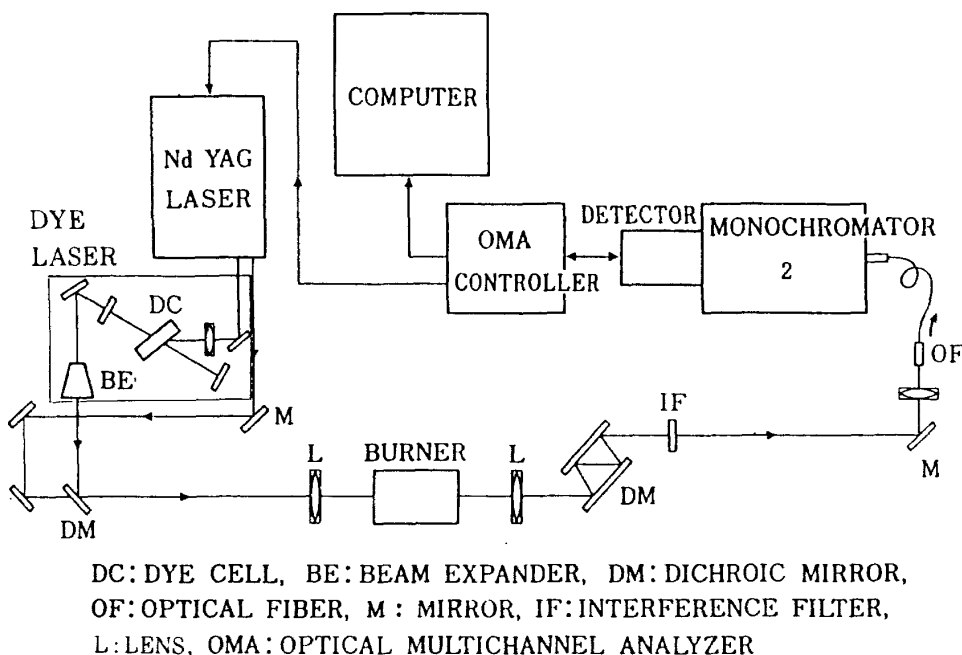 COMPUTER
Nd YAG
LASER
DYE
LASER
DC
BE
OMA
CONTROLLER
DETECTOR
MONOCHROMATOR
2
OF
M
IF
L
BURNER
L
DM
DM
M
DC: DYE CELL, BE: BEAM EXPANDER, DM: DICHROIC MIRROR,
OF: OPTICAL FIBER, M : MIRROR, IF: INTERFERENCE FILTER,
L: LENS, OMA: OPTICAL MULTICHANNEL ANALYZER